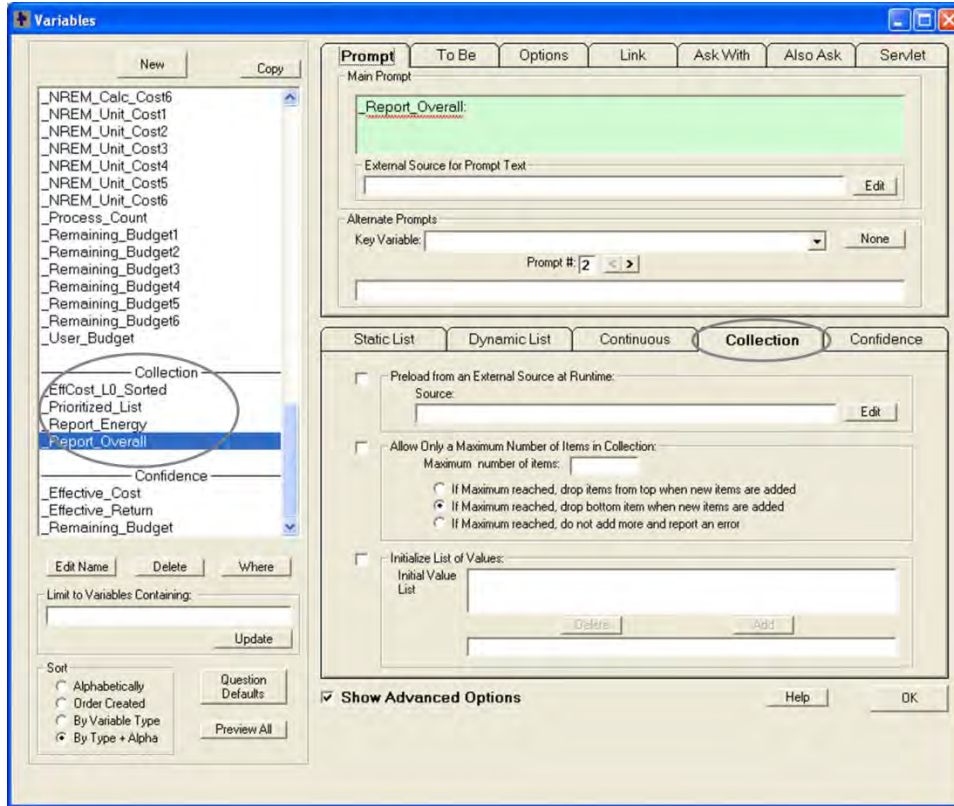 Variables
New
Copy
_NREM_Calc_Cost6
_NREM_Unit_Cost1
_NREM_Unit_Cost2
_NREM_Unit_Cost3
_NREM_Unit_Cost4
_NREM_Unit_Cost5
_NREM_Unit_Cost6
_Process_Count
_Remaining_Budget1
_Remaining_Budget2
_Remaining_Budget3
_Remaining_Budget4
_Remaining_Budget5
_Remaining_Budget6
_User_Budget
Collection
_EffCost_L0_Sorted
_Prioritized_List
_Report_Energy
_Report_Overall
Confidence
_Effective_Cost
_Effective_Return
_Remaining_Budget
Edit Name Delete Where
Limit to Variables Containing:
Update
Sort
Alphabetically
Order Created
By Variable Type
By Type + Alpha
Question
Defaults
Preview All
Prompt To Be Options Link Ask With Also Ask Servlet
Main Prompt
_Report_Overall:
External Source for Prompt Text
Edit
Alternate Prompts
Key Variable: None
Prompt #: 2 < >
Static List Dynamic List Continuous Collection Confidence
Preload from an External Source at Runtime:
Source:
Edit
Allow Only a Maximum Number of Items in Collection:
Maximum number of items:
If Maximum reached, drop items from top when new items are added
If Maximum reached, drop bottom item when new items are added
If Maximum reached, do not add more and report an error
Initialize List of Values:
Initial Value
List
Delete Add
Show Advanced Options Help OK